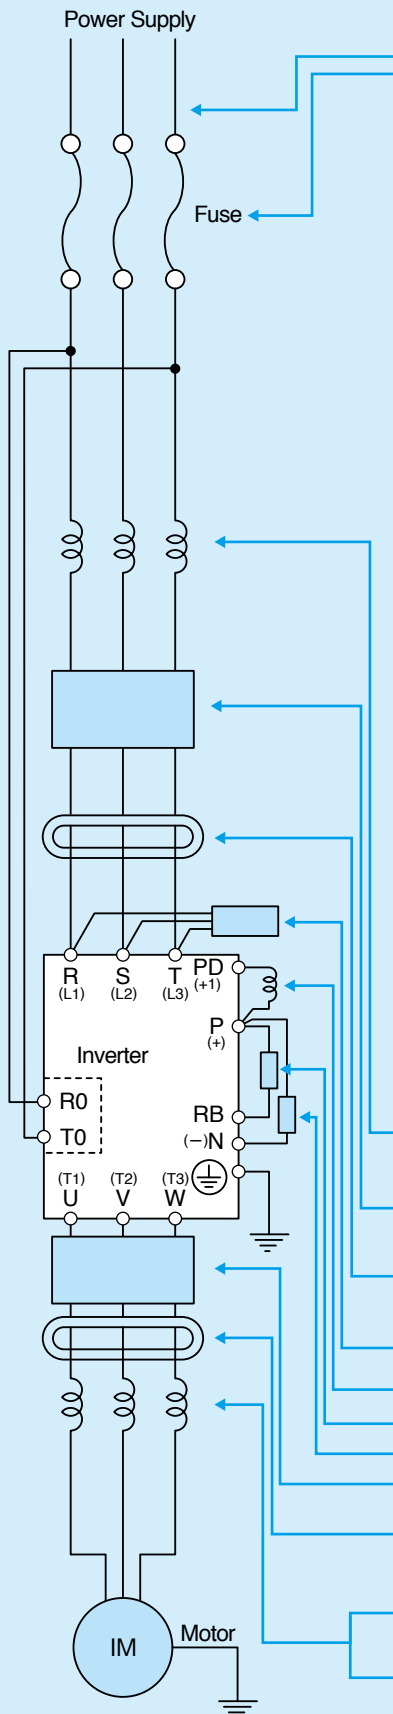 Power Supply
Fuse
R S T PD
(L1) (L2) (L3) (+1)
P
(+)
Inverter
R0
RB
T0
(−)N
(T1) (T2) (T3)
U V W
IM
Motor